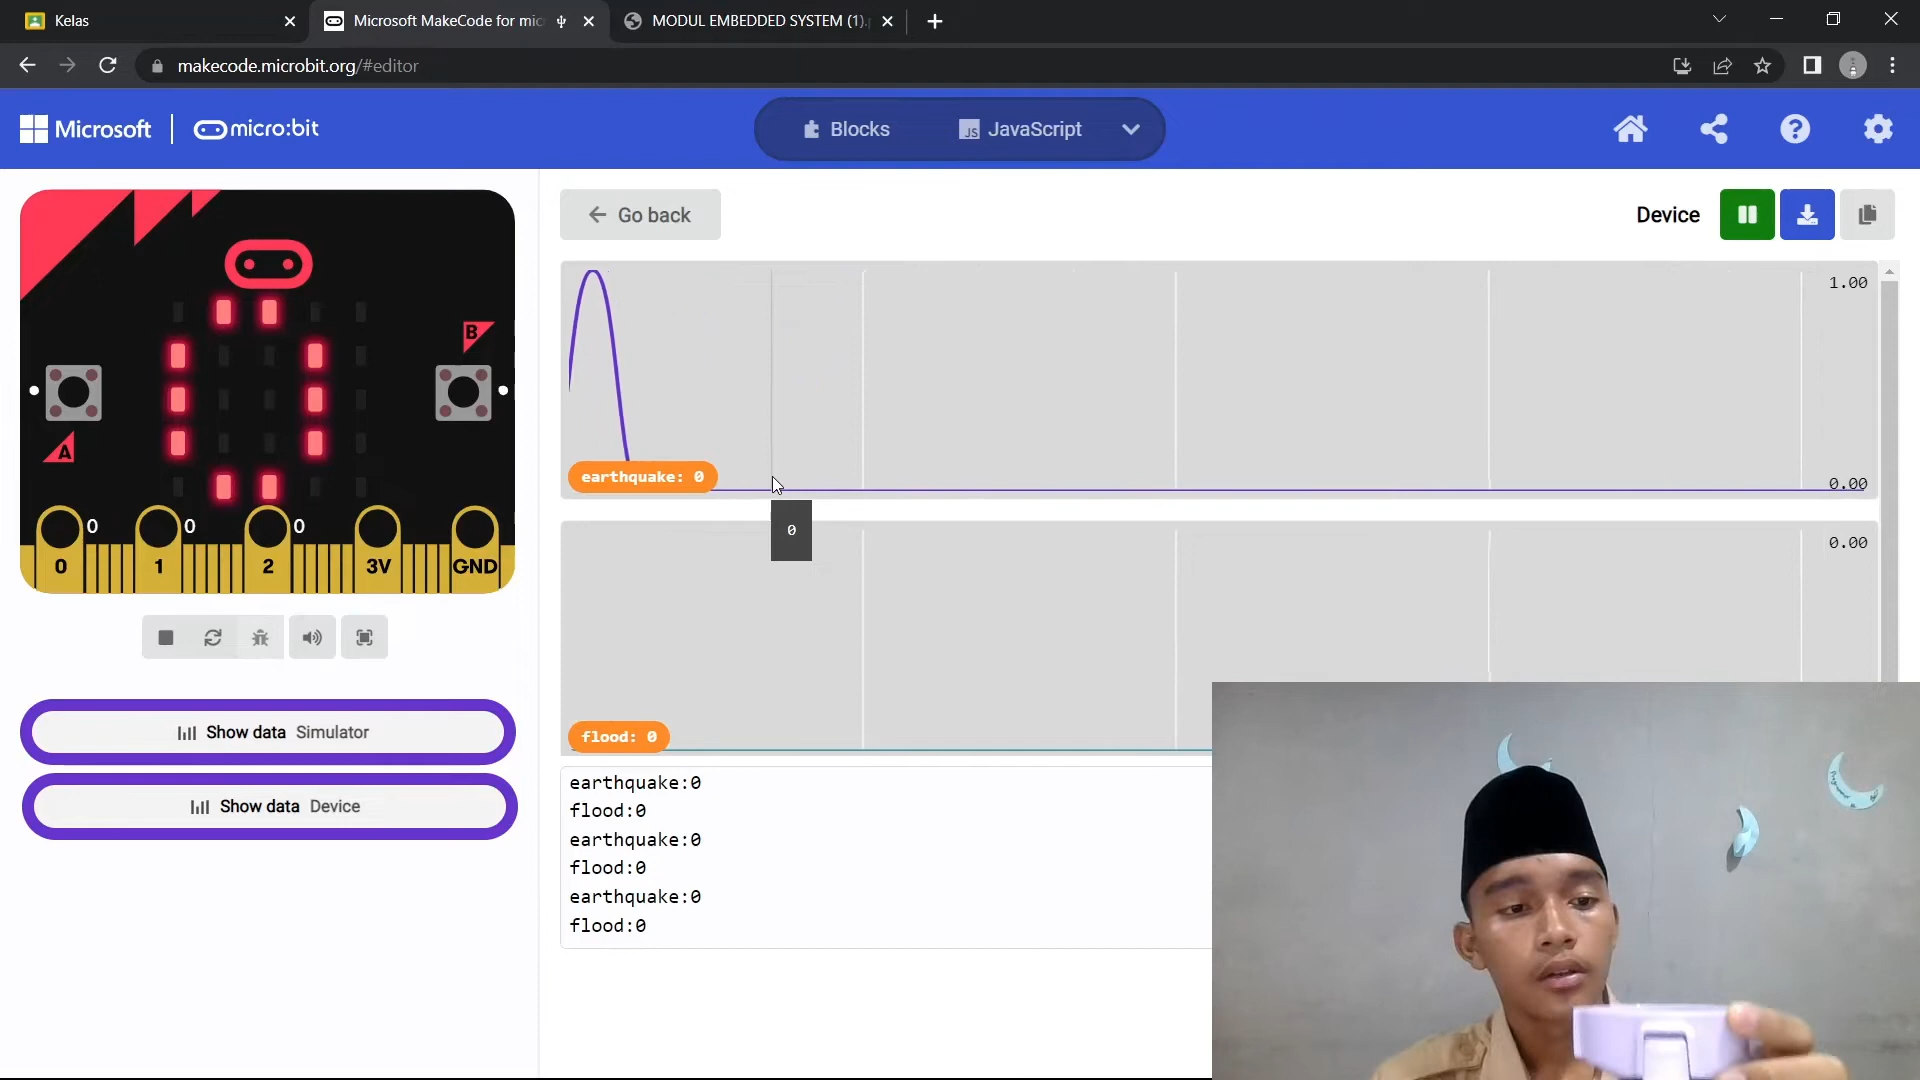 Kelas
Microsoft MakeCode for mic
MODUL EMBEDDED SYSTEM (1).p
makecode.microbit.org/#editor
Microsoft
micro:bit
Blocks
JS JavaScript
Go back
Device
B
A
1.00
earthquake: 0
0.00
0
0 0 0
0 1 2 3V GND
0.00
flood: 0
Show data Simulator
Show data Device
earthquake:0
flood:0
earthquake:0
flood:0
earthquake:0
flood:0